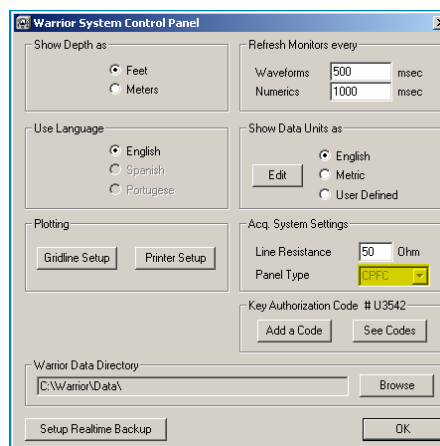 Warrior System Control Panel
Show Depth as
Feet
Meters
Refresh Monitors every
Waveforms 500 msec
Numerics 1000 msec
Use Language
English
Spanish
Portugese
Show Data Units as
Edit
English
Metric
User Defined
Plotting
Gridline Setup Printer Setup
Acq. System Settings
Line Resistance 50 Ohm
Panel Type CPFC
Key Authorization Code # U3542
Add a Code See Codes
Warrior Data Directory
C:\Warrior\Data\ Browse
Setup Realtime Backup OK